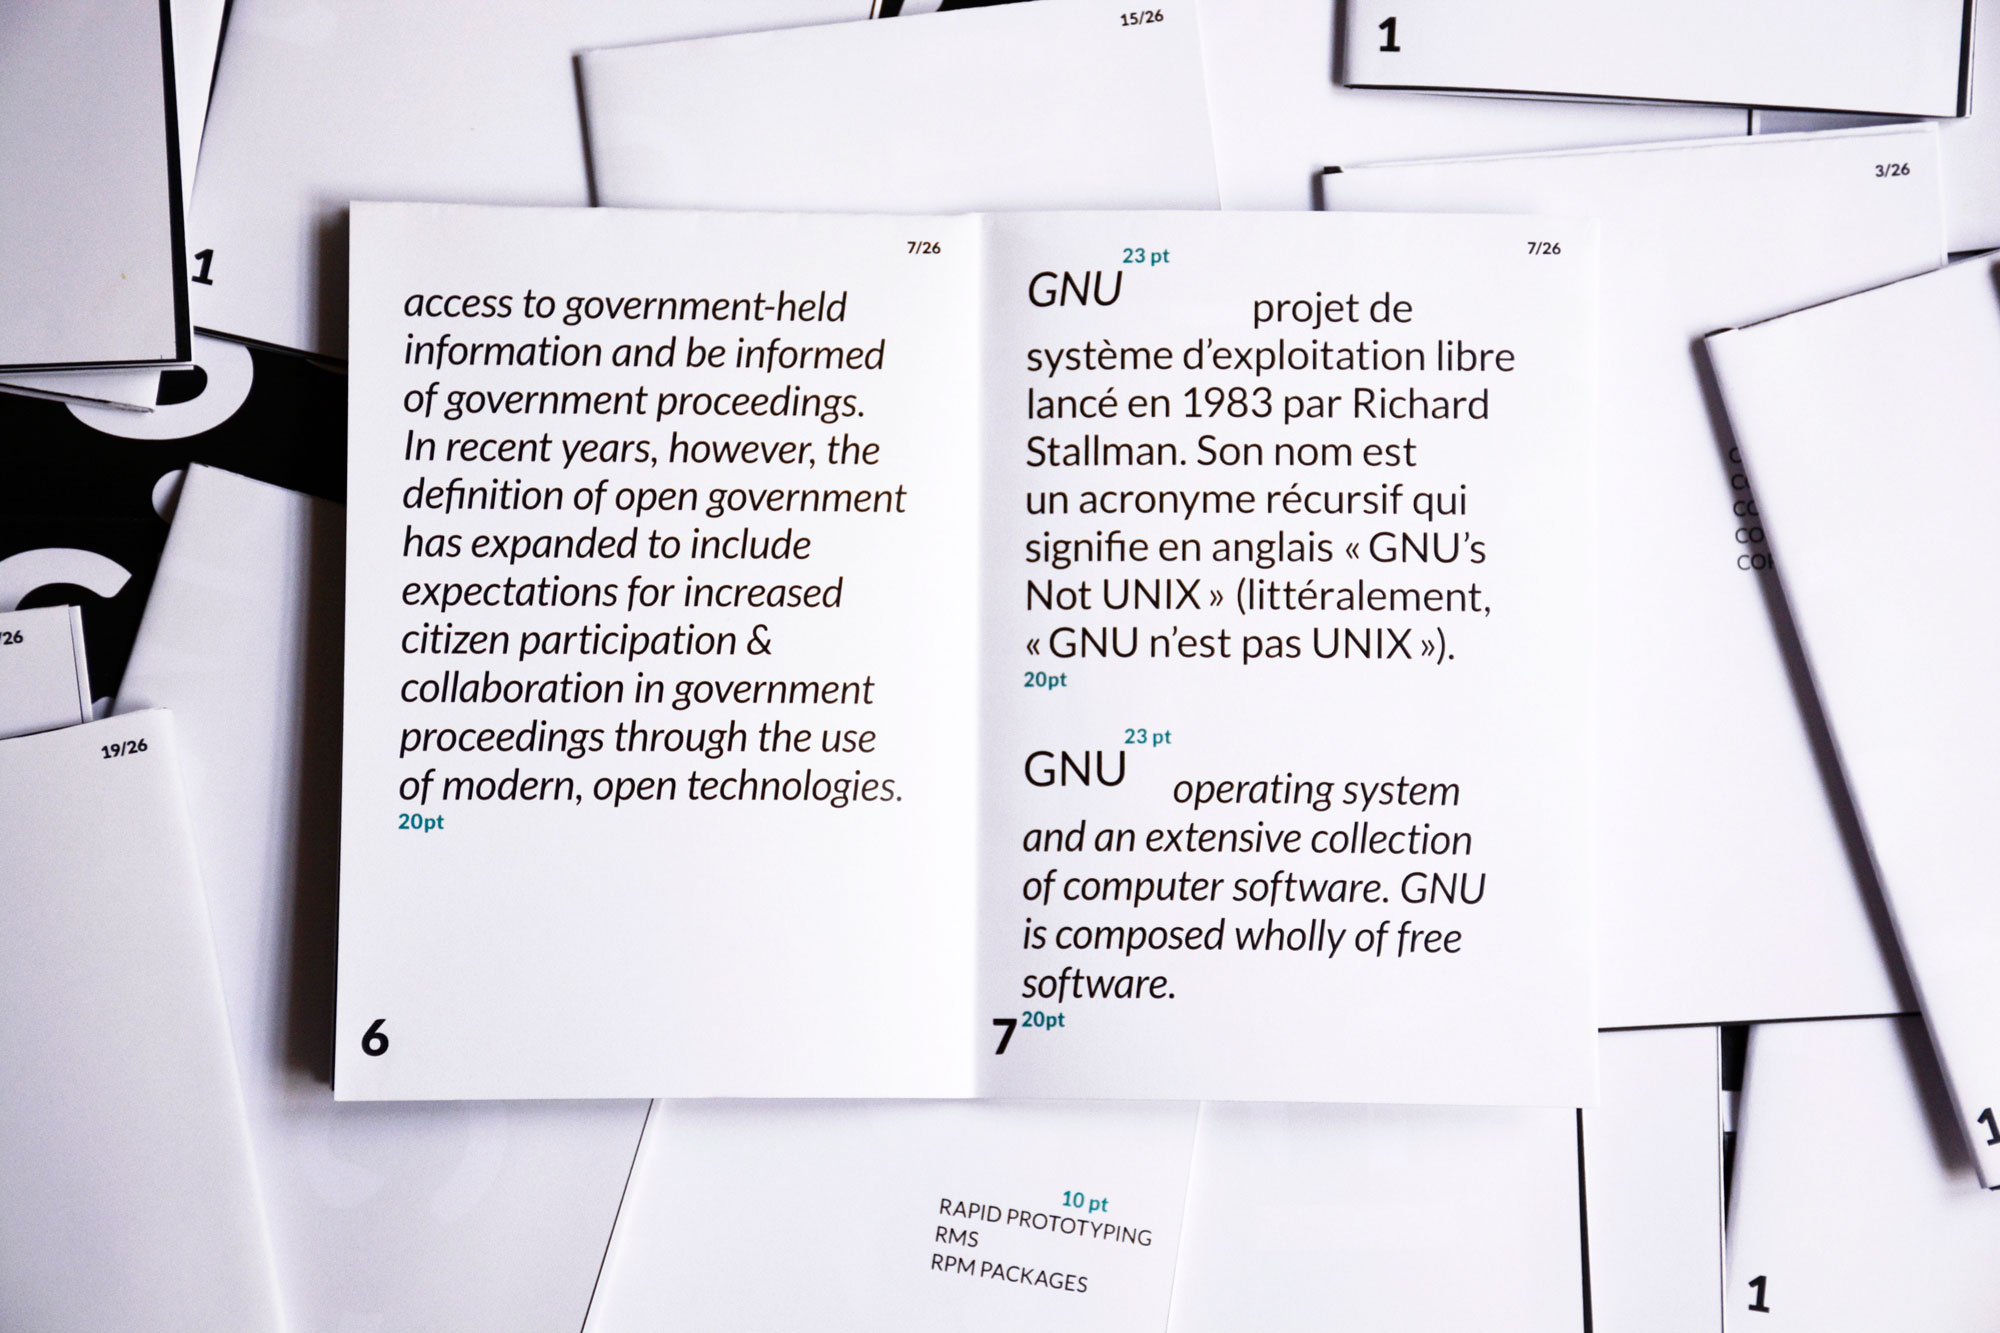 15/26
1
3/26
1
7/26
access to government-held
information and be informed
of government proceedings.
In recent years, however, the
definition of open government
has expanded to include
expectations for increased
citizen participation &
collaboration in government
proceedings through the use
of modern, open technologies.
20pt
6
7/26
23 pt
GNU
projet de
système d’exploitation libre
lancé en 1983 par Richard
Stallman. Son nom est
un acronyme récursif qui
signifie en anglais « GNU’s
Not UNIX » (littéralement,
« GNU n’est pas UNIX »).
20pt
23 pt
GNU
operating system
and an extensive collection
of computer software. GNU
is composed wholly of free
software.
20pt
7
/26
19/26
10 pt
RAPID PROTOTYPING
RMS
RPM PACKAGES
1
1